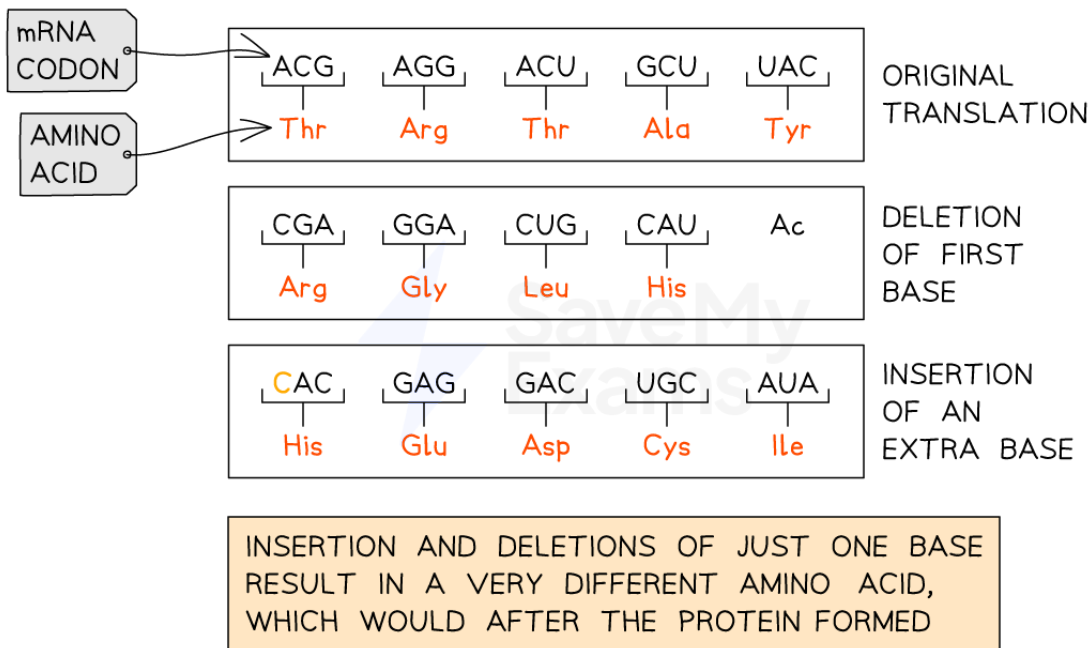 mRNA
CODON
ACG AGG ACU GCU UAC
Thr Arg Thr Ala Tyr
AMINO
ACID
ORIGINAL
TRANSLATION
CGA GGA CUG CAU Ac
Arg Gly Leu His
DELETION
OF FIRST
BASE
SaveMy
Exams
CAC GAG GAC UGC AUA
His Glu Asp Cys Ile
INSERTION
OF AN
EXTRA BASE
INSERTION AND DELETIONS OF JUST ONE BASE
RESULT IN A VERY DIFFERENT AMINO ACID,
WHICH WOULD AFTER THE PROTEIN FORMED